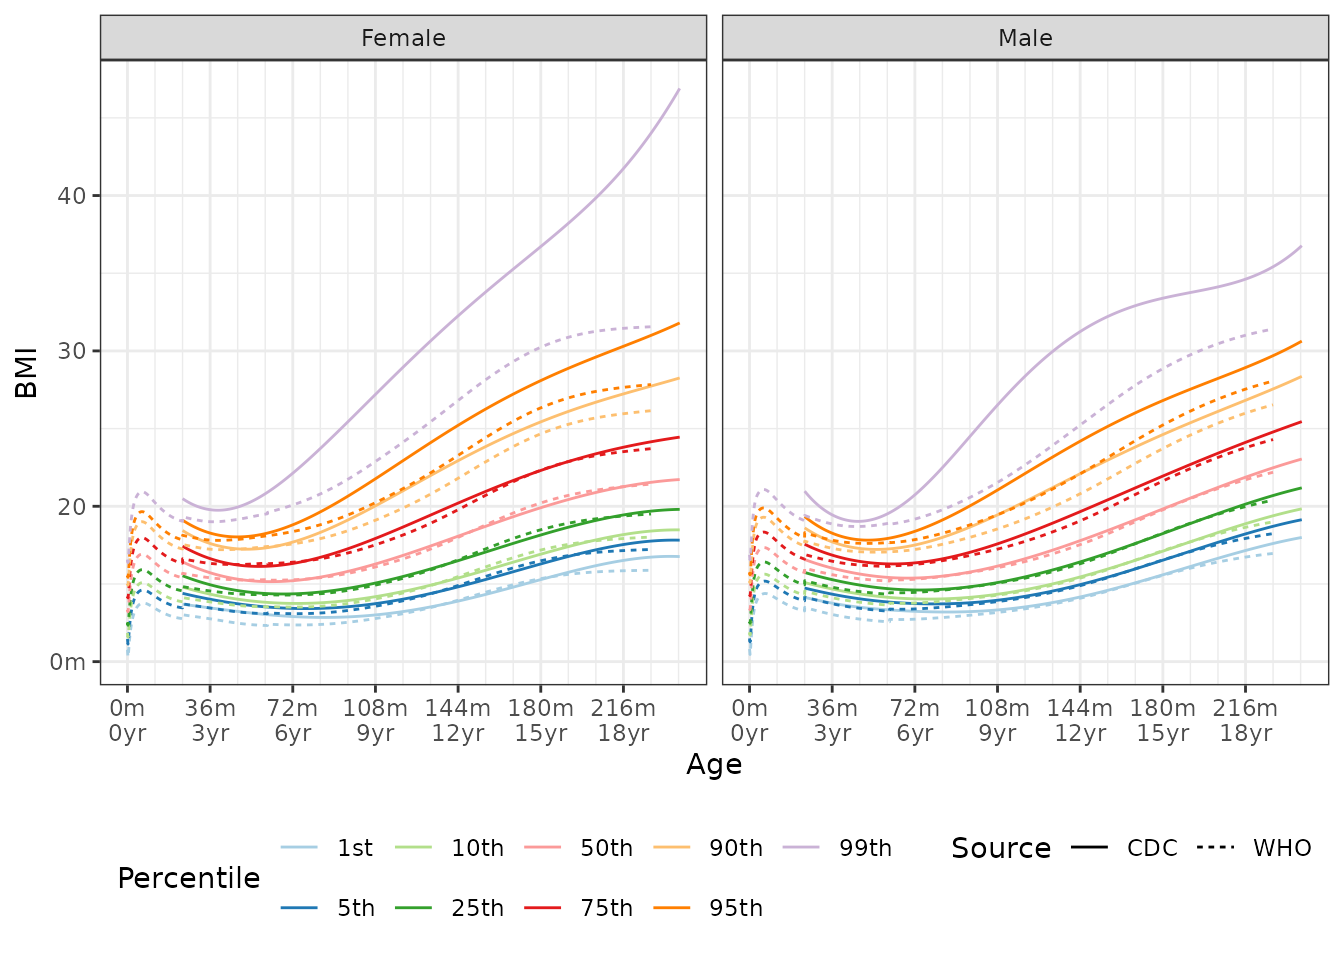 Female Male
BMI
40
30
20
0m
0m 36m 72m 108m 144m 180m 216m 0m 36m 72m 108m 144m 180m 216m
0yr 3yr 6yr 9yr 12yr 15yr 18yr 0yr 3yr 6yr 9yr 12yr 15yr 18yr
Age
Percentile
1st 10th 50th 90th 99th
5th 25th 75th 95th
Source CDC WHO